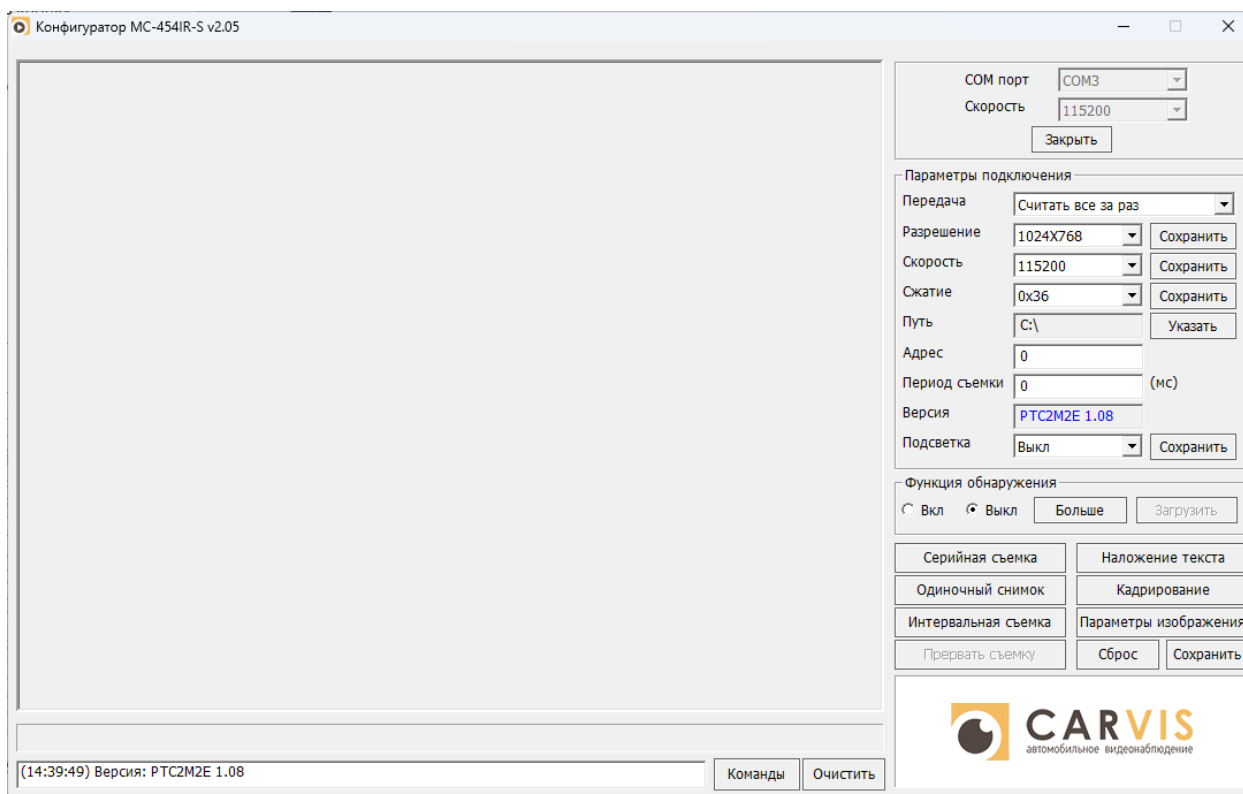 Конфигуратор MC-454IR-S v2.05
COM порт COM3
Скорость 115200
Закрыть
Параметры подключения
Передача Считать все за раз
Разрешение 1024X768 Сохранить
Скорость 115200 Сохранить
Сжатие 0x36 Сохранить
Путь C:\ Указать
Адрес 0
Период съемки 0 (мс)
Версия PTC2M2E 1.08
Подсветка Выкл Сохранить
Функция обнаружения
Вкл Выкл Больше Загрузить
Серийная съемка Наложение текста
Одиночный снимок Кадрирование
Интервальная съемка Параметры изображения
Прервать съемку Сброс Сохранить
CARVIS
автомобильное видеонаблюдение
(14:39:49) Версия: PTC2M2E 1.08 Команды Очистить